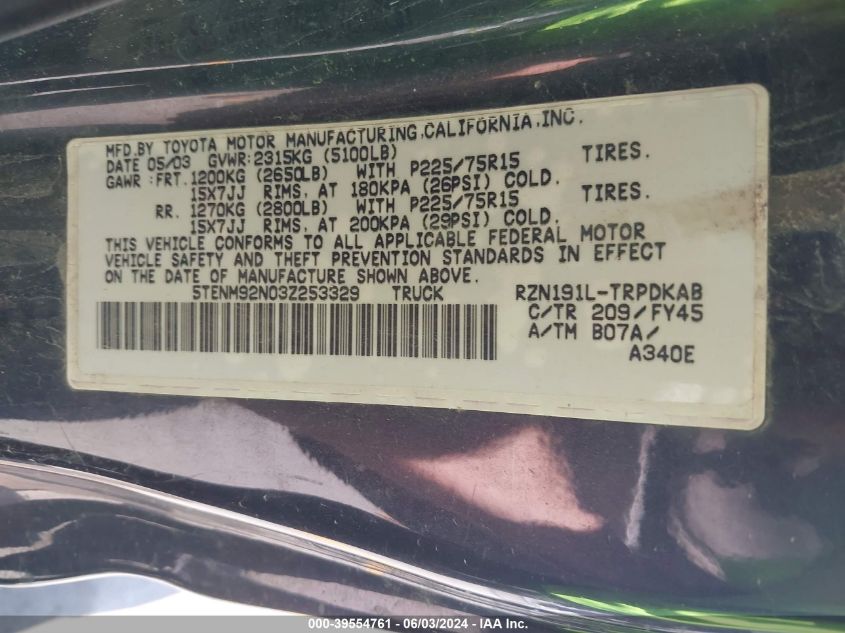 MFD.BY TOYOTA MOTOR MANUFACTURING,CALIFORNIA,INC.
DATE 05/03 GVWR:2315KG (5100LB)
GAWR :FRT.1200KG (2650LB) WITH P225/75R15 TIRES.
15X7JJ RIMS, AT 180KPA (26PSI) COLD.
RR. 1270KG (2800LB) WITH P225/75R15 TIRES.
15X7JJ RIMS, AT 200KPA (29PSI) COLD.
THIS VEHICLE CONFORMS TO ALL APPLICABLE FEDERAL MOTOR
VEHICLE SAFETY AND THEFT PREVENTION STANDARDS IN EFFECT
ON THE DATE OF MANUFACTURE SHOWN ABOVE.
5TENM92N03Z253329 TRUCK RZN191L-TRPDKAB
C/TR 209/FY45
A/TM B07A/
A340E
000-39554761 - 06/03/2024 - IAA Inc.